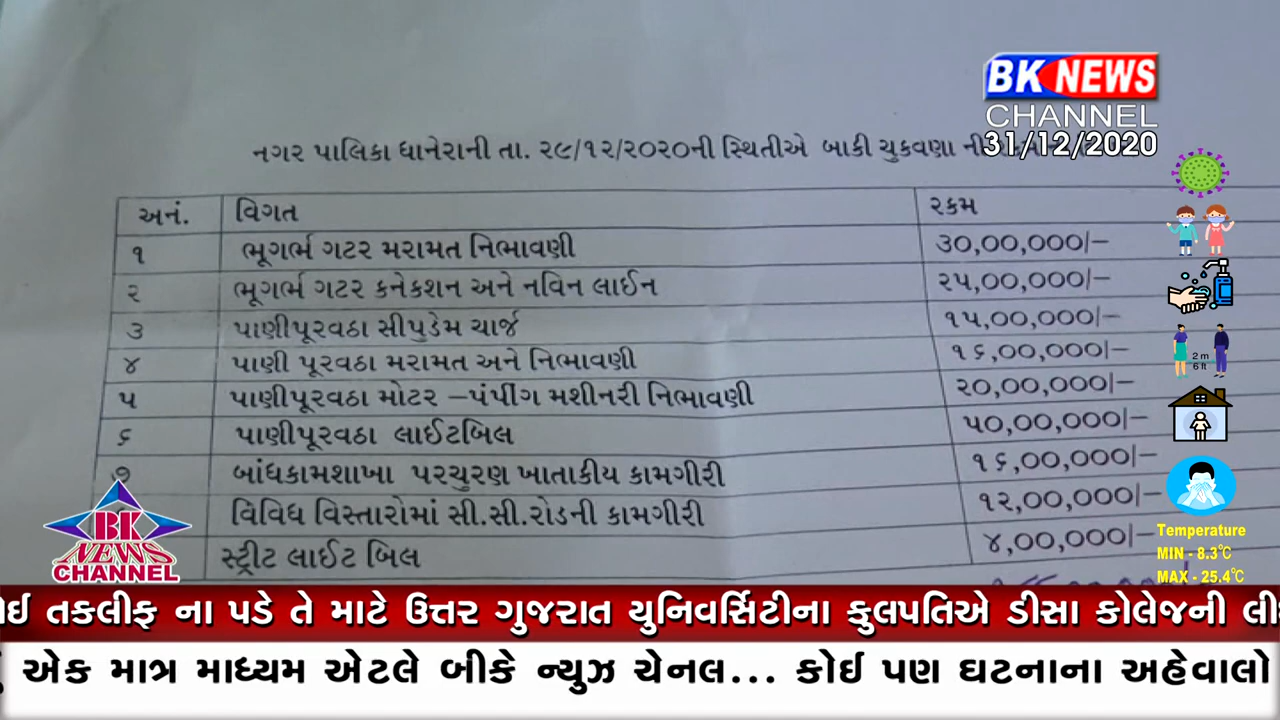 BK NEWS
CHANNEL
31/12/2020
નગર પાલિકા ધાનેરાની તા. ૨૯/૧૨/૨૦૨૦ની સ્થિતીએ બાકી ચુકવણા
અનં. વિગત ૨કમ
૧ ભૂગર્ભ ગટર મરામત નિભાવણી ૩૦,૦૦,૦૦૦/–
૨ ભૂગર્ભ ગટર કનેકશન અને નવિન લાઈન ૨૫,૦૦,૦૦૦/–
૩ પાણીપૂરવઠા સીપુડેમ ચાર્જ ૧૫,૦૦,૦૦૦/–
૪ પાણી પૂરવઠા મરામત અને નિભાવણી ૧૬,૦૦,૦૦૦/–
૫ પાણીપૂરવઠા મોટર –પંપીંગ મશીનરી નિભાવણી ૨૦,૦૦,૦૦૦/–
૬ પાણીપૂરવઠા લાઈટબિલ ૫૦,૦૦,૦૦૦/–
૭ બાંધકામશાખા પરચુરણ ખાતાકીય કામગીરી ૧૬,૦૦,૦૦૦/–
વિવિધ વિસ્તારોમાં સી.સી.રોડની કામગીરી ૧૨,૦૦,૦૦૦/–
સ્ટ્રીટ લાઈટ બિલ ૪,૦૦,૦૦૦/–
2 m
6 ft
Temperature
MIN - 8.3℃
MAX - 25.4℃
BK
NEWS
CHANNEL
તકલીફ ના પડે તે માટે ઉત્તર ગુજરાત યુનિવર્સિટીના કુલપતિએ ડીસા કોલેજની
એક માત્ર માધ્યમ એટલે બીકે ન્યુઝ ચેનલ... કોઈ પણ ઘટનાના અહેવાલો